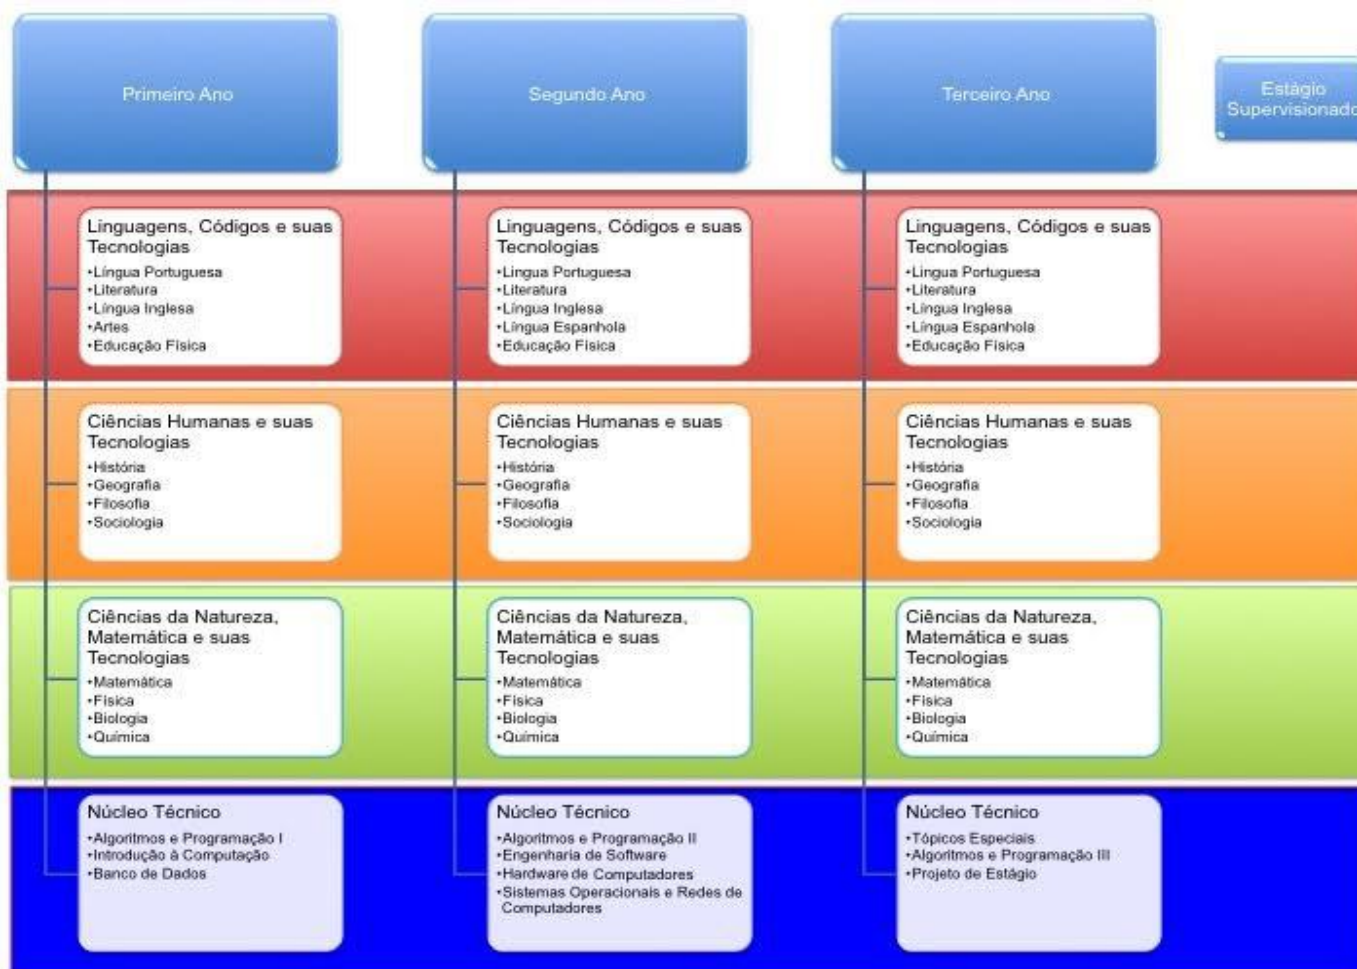 Primeiro Ano
Segundo Ano
Terceiro Ano
Estágio
Supervisionado
Linguagens, Códigos e suas
Tecnologias
•Língua Portuguesa
•Literatura
•Língua Inglesa
•Artes
•Educação Física
Linguagens, Códigos e suas
Tecnologias
•Lingua Portuguesa
•Literatura
•Língua Inglesa
•Língua Espanhola
•Educação Física
Linguagens, Códigos e suas
Tecnologias
•Lingua Portuguesa
•Literatura
•Língua Inglesa
•Língua Espanhola
•Educação Física
Ciências Humanas e suas
Tecnologias
•História
•Geografia
•Filosofia
•Sociologia
Ciências Humanas e suas
Tecnologias
•História
•Geografia
•Filosofia
•Sociologia
Ciências Humanas e suas
Tecnologias
•História
•Geografia
•Filosofia
•Sociologia
Ciências da Natureza,
Matemática e suas
Tecnologias
•Matemática
•Física
•Biologia
•Química
Ciências da Natureza,
Matemática e suas
Tecnologias
•Matemática
•Física
•Biologia
•Química
Ciências da Natureza,
Matemática e suas
Tecnologias
•Matemática
•Física
•Biologia
•Química
Núcleo Técnico
•Algoritmos e Programação I
•Introdução à Computação
•Banco de Dados
Núcleo Técnico
•Algoritmos e Programação II
•Engenharia de Software
•Hardware de Computadores
•Sistemas Operacionais e Redes de
Computadores
Núcleo Técnico
•Tópicos Especiais
•Algoritmos e Programação III
•Projeto de Estágio